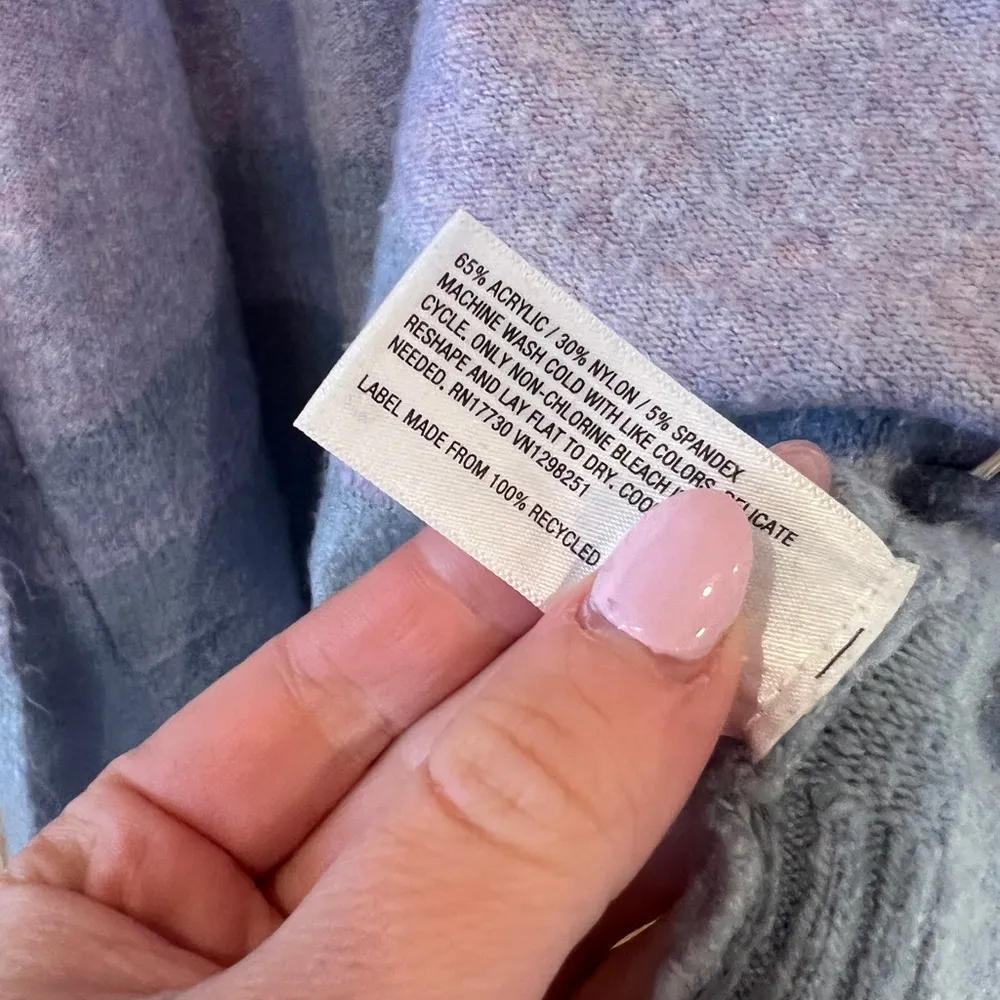 65% ACRYLIC / 30% NYLON / 5% SPANDEX
MACHINE WASH COLD WITH LIKE COLORS, DELICATE
CYCLE. ONLY NON-CHLORINE BLEACH
RESHAPE AND LAY FLAT TO DRY.
NEEDED. RN17730 VN1298251
LABEL MADE FROM 100% RECYCLED